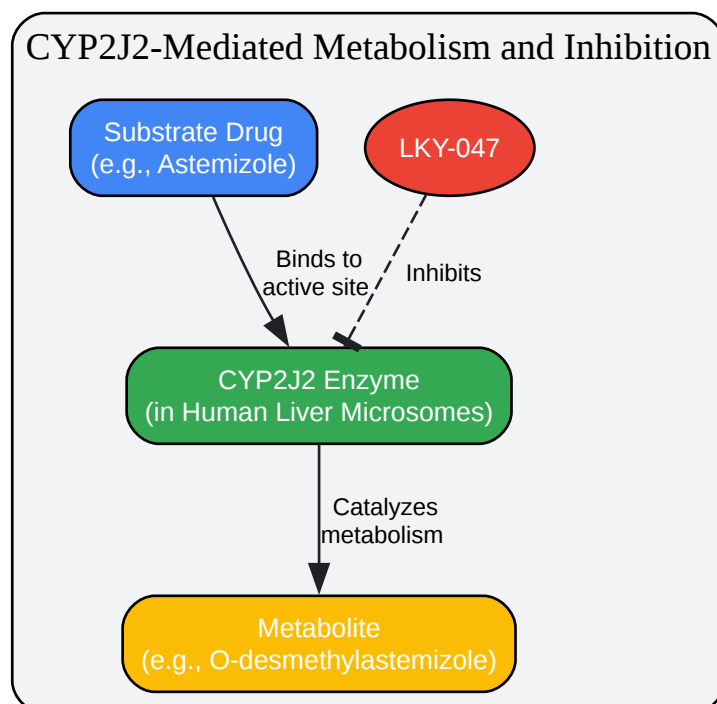 CYP2J2-Mediated Metabolism and Inhibition
Substrate Drug
(e.g., Astemizole)
LKY-047
Binds to
active site
Inhibits
CYP2J2 Enzyme
(in Human Liver Microsomes)
Catalyzes
metabolism
Metabolite
(e.g., O-desmethylastemizole)